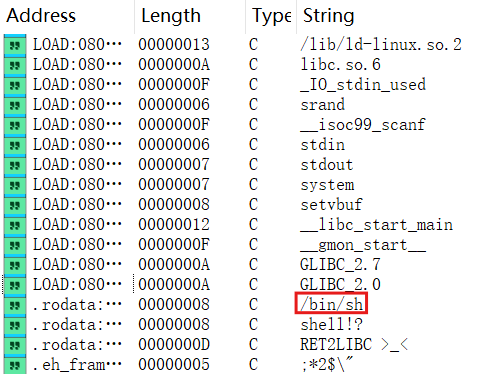 Address Length Type String
LOAD:080··· 00000013 C /lib/ld-linux.so.2
LOAD:080··· 0000000A C libc.so.6
LOAD:080··· 0000000F C _IO_stdin_used
LOAD:080··· 00000006 C srand
LOAD:080··· 0000000F C __isoc99_scanf
LOAD:080··· 00000006 C stdin
LOAD:080··· 00000007 C stdout
LOAD:080··· 00000007 C system
LOAD:080··· 00000008 C setvbuf
LOAD:080··· 00000012 C __libc_start_main
LOAD:080··· 0000000F C __gmon_start__
LOAD:080··· 0000000A C GLIBC_2.7
LOAD:080··· 0000000A C GLIBC_2.0
.rodata:··· 00000008 C /bin/sh
.rodata:··· 00000008 C shell!?
.rodata:··· 0000000D C RET2LIBC >_<
.eh_fram··· 00000005 C ;*2$\"